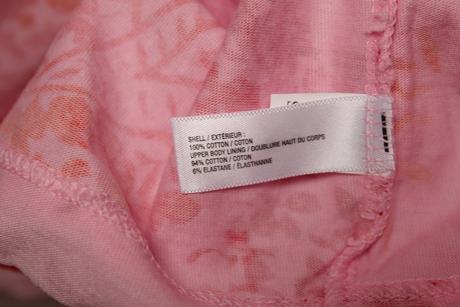 SHELL / EXTÉRIEUR :
100% COTTON / COTON
UPPER BODY LINING / DOUBLURE HAUT DU CORPS
94% COTTON / COTON
6% ELASTANE / ÉLASTHANNE